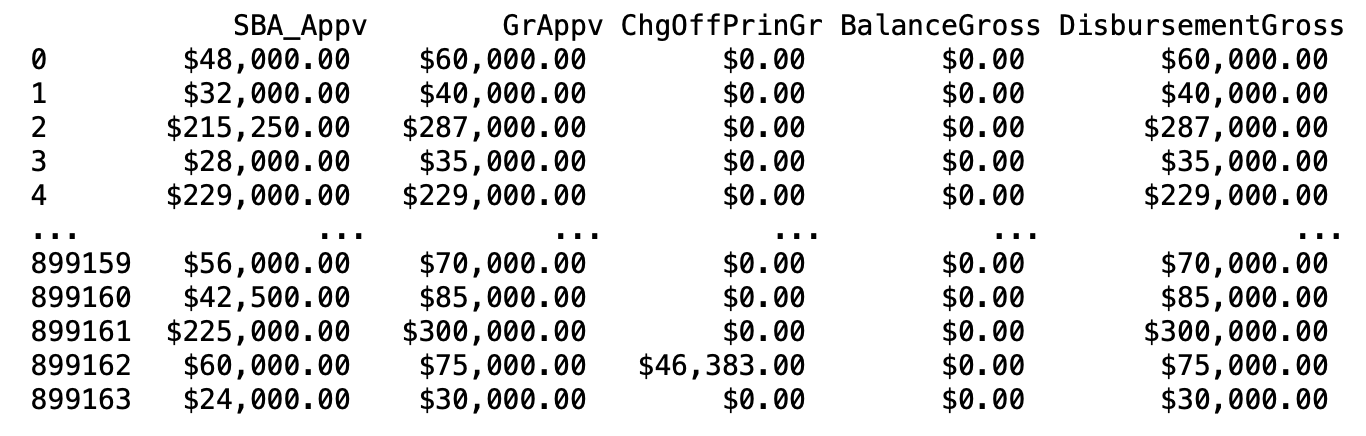 SBA_Appv GrAppv ChgOffPrinGr BalanceGross DisbursementGross
0 $48,000.00 $60,000.00 $0.00 $0.00 $60,000.00
1 $32,000.00 $40,000.00 $0.00 $0.00 $40,000.00
2 $215,250.00 $287,000.00 $0.00 $0.00 $287,000.00
3 $28,000.00 $35,000.00 $0.00 $0.00 $35,000.00
4 $229,000.00 $229,000.00 $0.00 $0.00 $229,000.00
... ... ... ... ... ...
899159 $56,000.00 $70,000.00 $0.00 $0.00 $70,000.00
899160 $42,500.00 $85,000.00 $0.00 $0.00 $85,000.00
899161 $225,000.00 $300,000.00 $0.00 $0.00 $300,000.00
899162 $60,000.00 $75,000.00 $46,383.00 $0.00 $75,000.00
899163 $24,000.00 $30,000.00 $0.00 $0.00 $30,000.00